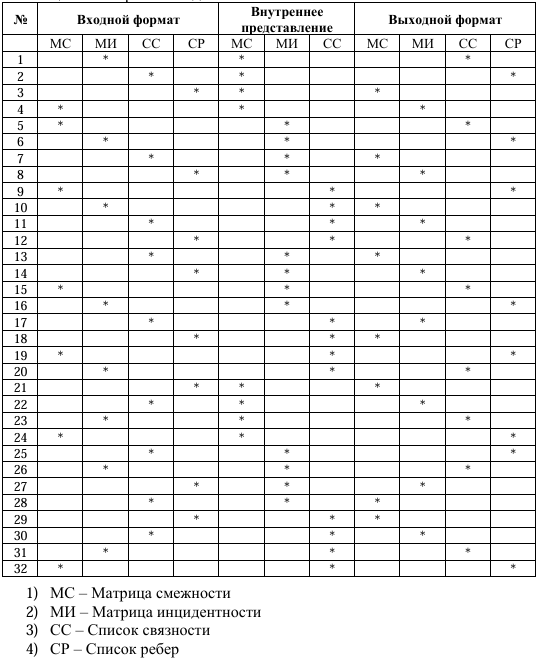 № Входной формат Внутреннее представление Выходной формат
МС МИ СС СР МС МИ СС МС МИ СС СР
1 * * *
2 * * *
3 * * *
4 * * *
5 * * *
6 * * *
7 * * *
8 * * *
9 * * *
10 * * *
11 * * *
12 * * *
13 * * *
14 * * *
15 * * *
16 * * *
17 * * *
18 * * *
19 * * *
20 * * *
21 * * *
22 * * *
23 * * *
24 * * *
25 * * *
26 * * *
27 * * *
28 * * *
29 * * *
30 * * *
31 * * *
32 * * *
1) МС – Матрица смежности
2) МИ – Матрица инцидентности
3) СС – Список связности
4) СР – Список ребер